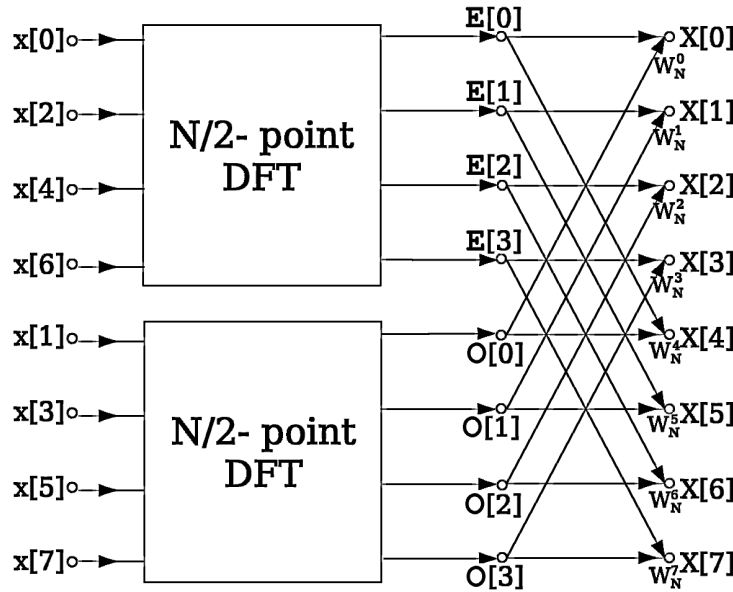 x[0]
x[2]
x[4]
x[6]
x[1]
x[3]
x[5]
x[7]
N/2- point
DFT
N/2- point
DFT
E[0]
E[1]
E[2]
E[3]
O[0]
O[1]
O[2]
O[3]
X[0]
W_N^0
X[1]
W_N^1
X[2]
W_N^2
X[3]
W_N^3
X[4]
W_N^4
X[5]
W_N^5
X[6]
W_N^6
X[7]
W_N^7